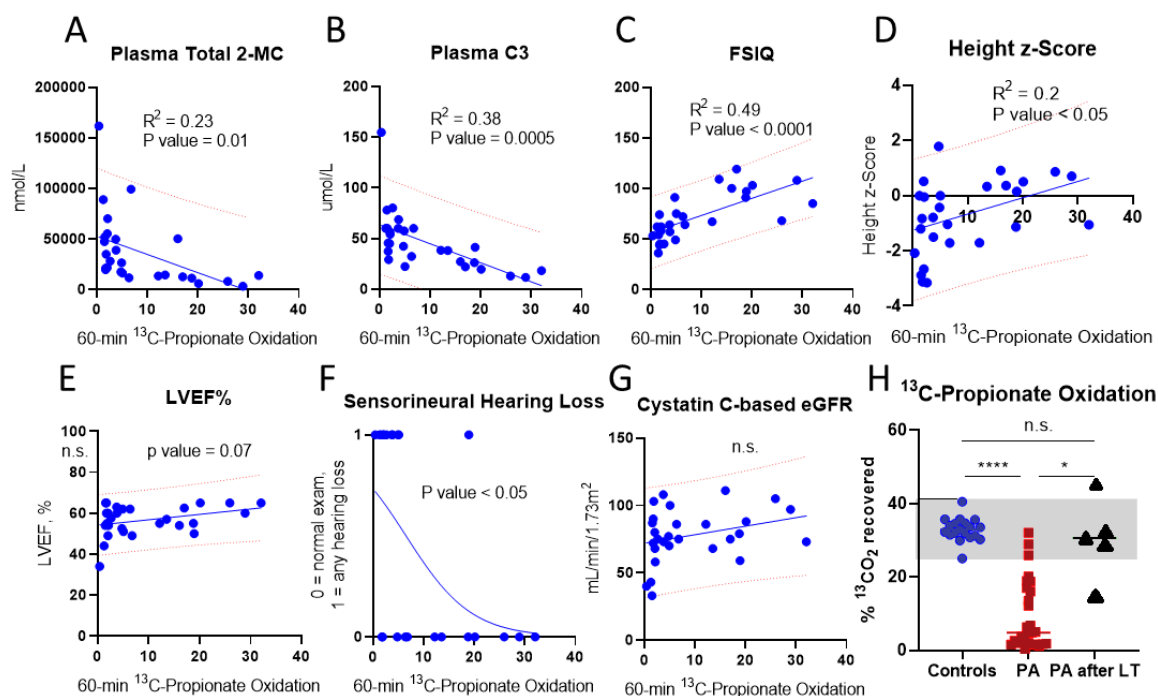 A
Plasma Total 2-MC
200000
150000
100000
50000
0
nmol/L
R² = 0.23
P value = 0.01
0 10 20 30 40
60-min ¹³C-Propionate Oxidation
B
Plasma C3
200
150
100
50
0
umol/L
R² = 0.38
P value = 0.0005
0 10 20 30 40
60-min ¹³C-Propionate Oxidation
C
FSIQ
200
150
100
50
0
R² = 0.49
P value < 0.0001
0 10 20 30 40
60-min ¹³C-Propionate Oxidation
D
Height z-Score
4
2
0
-2
-4
Height z-Score
R² = 0.2
P value < 0.05
10 20 30 40
60-min ¹³C-Propionate Oxidation
E
LVEF%
100
n.s.
80
60
40
20
0
LVEF, %
p value = 0.07
0 10 20 30 40
60-min ¹³C-Propionate Oxidation
F
Sensorineural Hearing Loss
1
0
0 = normal exam,
1 = any hearing loss
P value < 0.05
0 10 20 30 40
60-min ¹³C-Propionate Oxidation
G
Cystatin C-based eGFR
150
100
50
0
mL/min/1.73m²
n.s.
0 10 20 30 40
60-min ¹³C-Propionate Oxidation
H
¹³C-Propionate Oxidation
60
40
20
0
% ¹³CO₂ recovered
n.s.
**** *
Controls PA PA after LT